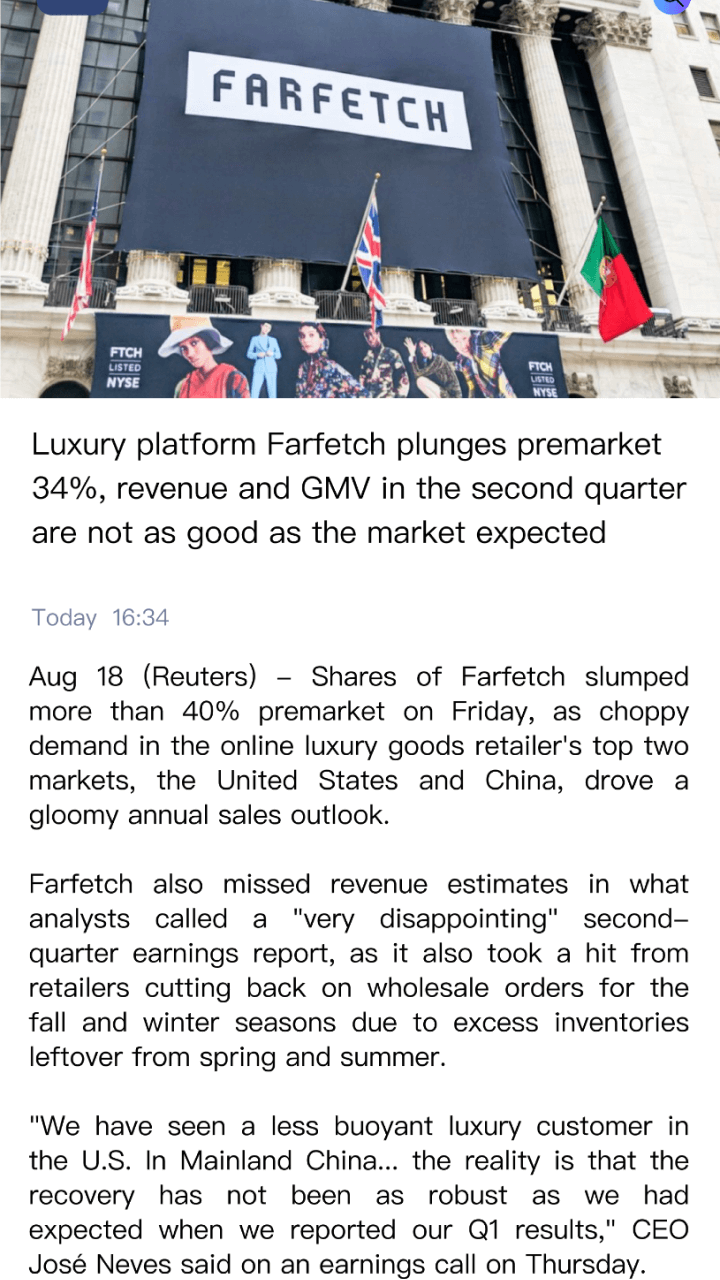 FARFETCH
FTCH
LISTED
NYSE
FTCH
LISTED
NYSE
Luxury platform Farfetch plunges premarket
34%, revenue and GMV in the second quarter
are not as good as the market expected
Today 16:34
Aug 18 (Reuters) – Shares of Farfetch slumped
more than 40% premarket on Friday, as choppy
demand in the online luxury goods retailer's top two
markets, the United States and China, drove a
gloomy annual sales outlook.
Farfetch also missed revenue estimates in what
analysts called a "very disappointing" second–
quarter earnings report, as it also took a hit from
retailers cutting back on wholesale orders for the
fall and winter seasons due to excess inventories
leftover from spring and summer.
"We have seen a less buoyant luxury customer in
the U.S. In Mainland China... the reality is that the
recovery has not been as robust as we had
expected when we reported our Q1 results," CEO
José Neves said on an earnings call on Thursday.